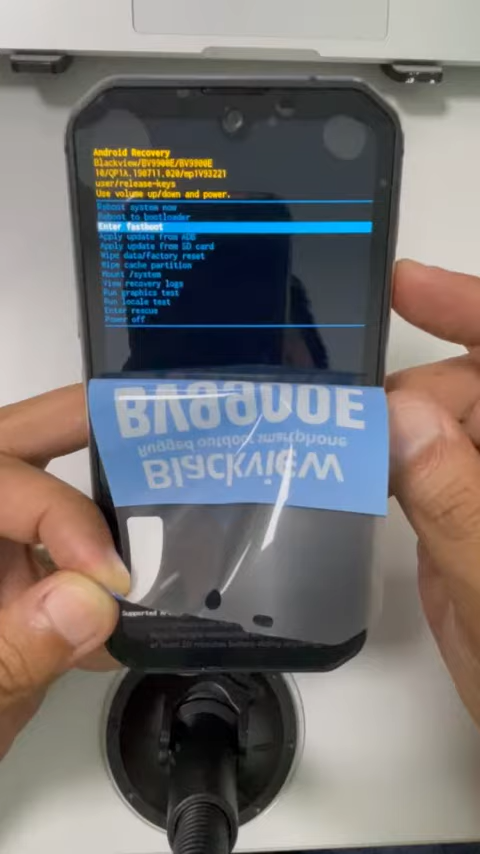 Android Recovery
Blackview/BV9900E/BV9900E
10/QP1A.190711.020/mp1V93221
user/release-keys
Use volume up/down and power.
Reboot system now
Reboot to bootloader
Enter fastboot
Apply update from ADB
Apply update from SD card
Wipe data/factory reset
Wipe cache partition
Mount /system
View recovery logs
Run graphics test
Run locale test
Enter rescue
Power off
BV9900E
Rugged outdoor smartphone
Blackview
Supported